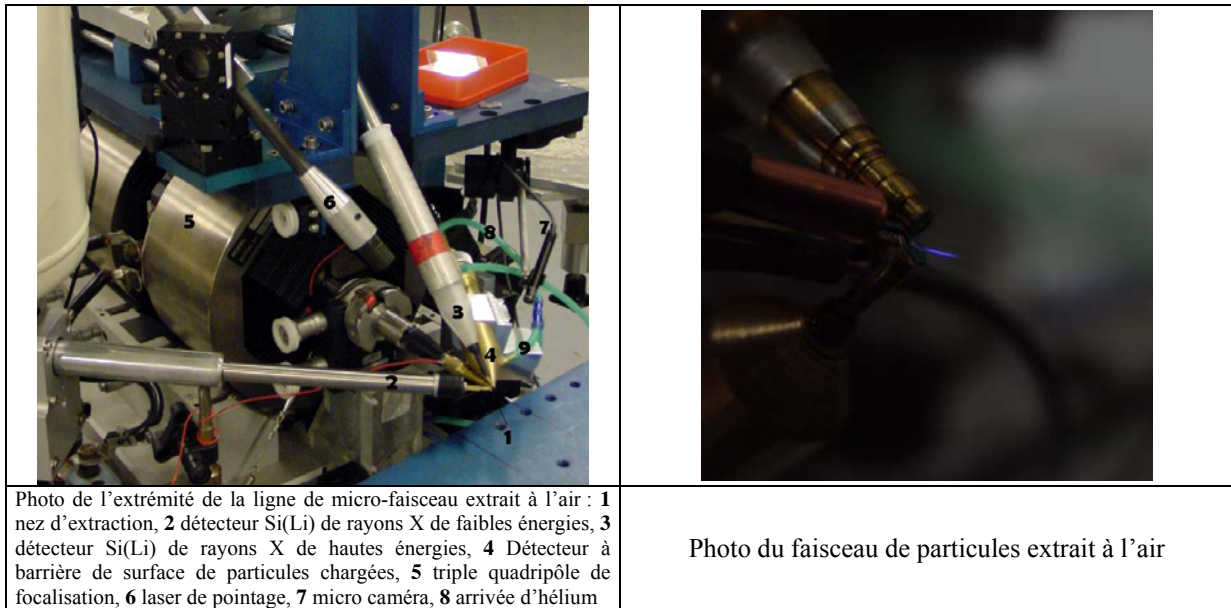 5
6
7
8
3
4
9
2
1
Photo de l’extrémité de la ligne de micro-faisceau extrait à l’air : 1
nez d’extraction, 2 détecteur Si(Li) de rayons X de faibles énergies, 3
détecteur Si(Li) de rayons X de hautes énergies, 4 Détecteur à
barrière de surface de particules chargées, 5 triple quadripôle de
focalisation, 6 laser de pointage, 7 micro caméra, 8 arrivée d’hélium
Photo du faisceau de particules extrait à l’air